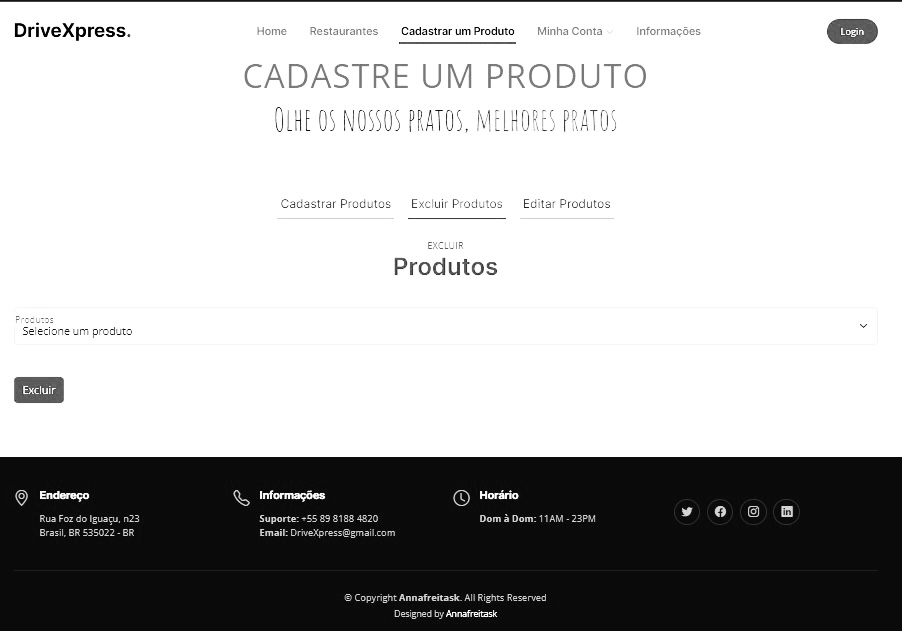 DriveXpress.
Home Restaurantes Cadastrar um Produto Minha Conta Informações Login
CADASTRE UM PRODUTO
OLHE OS NOSSOS PRATOS, MELHORES PRATOS
Cadastrar Produtos Excluir Produtos Editar Produtos
EXCLUIR
Produtos
Produtos
Selecione um produto
Excluir
Endereço
Rua Foz do Iguaçu, n23
Brasil, BR 535022 - BR
Informações
Suporte: +55 89 8188 4820
Email: DriveXpress@gmail.com
Horário
Dom à Dom: 11AM - 23PM
© Copyright Annafreitask. All Rights Reserved
Designed by Annafreitask